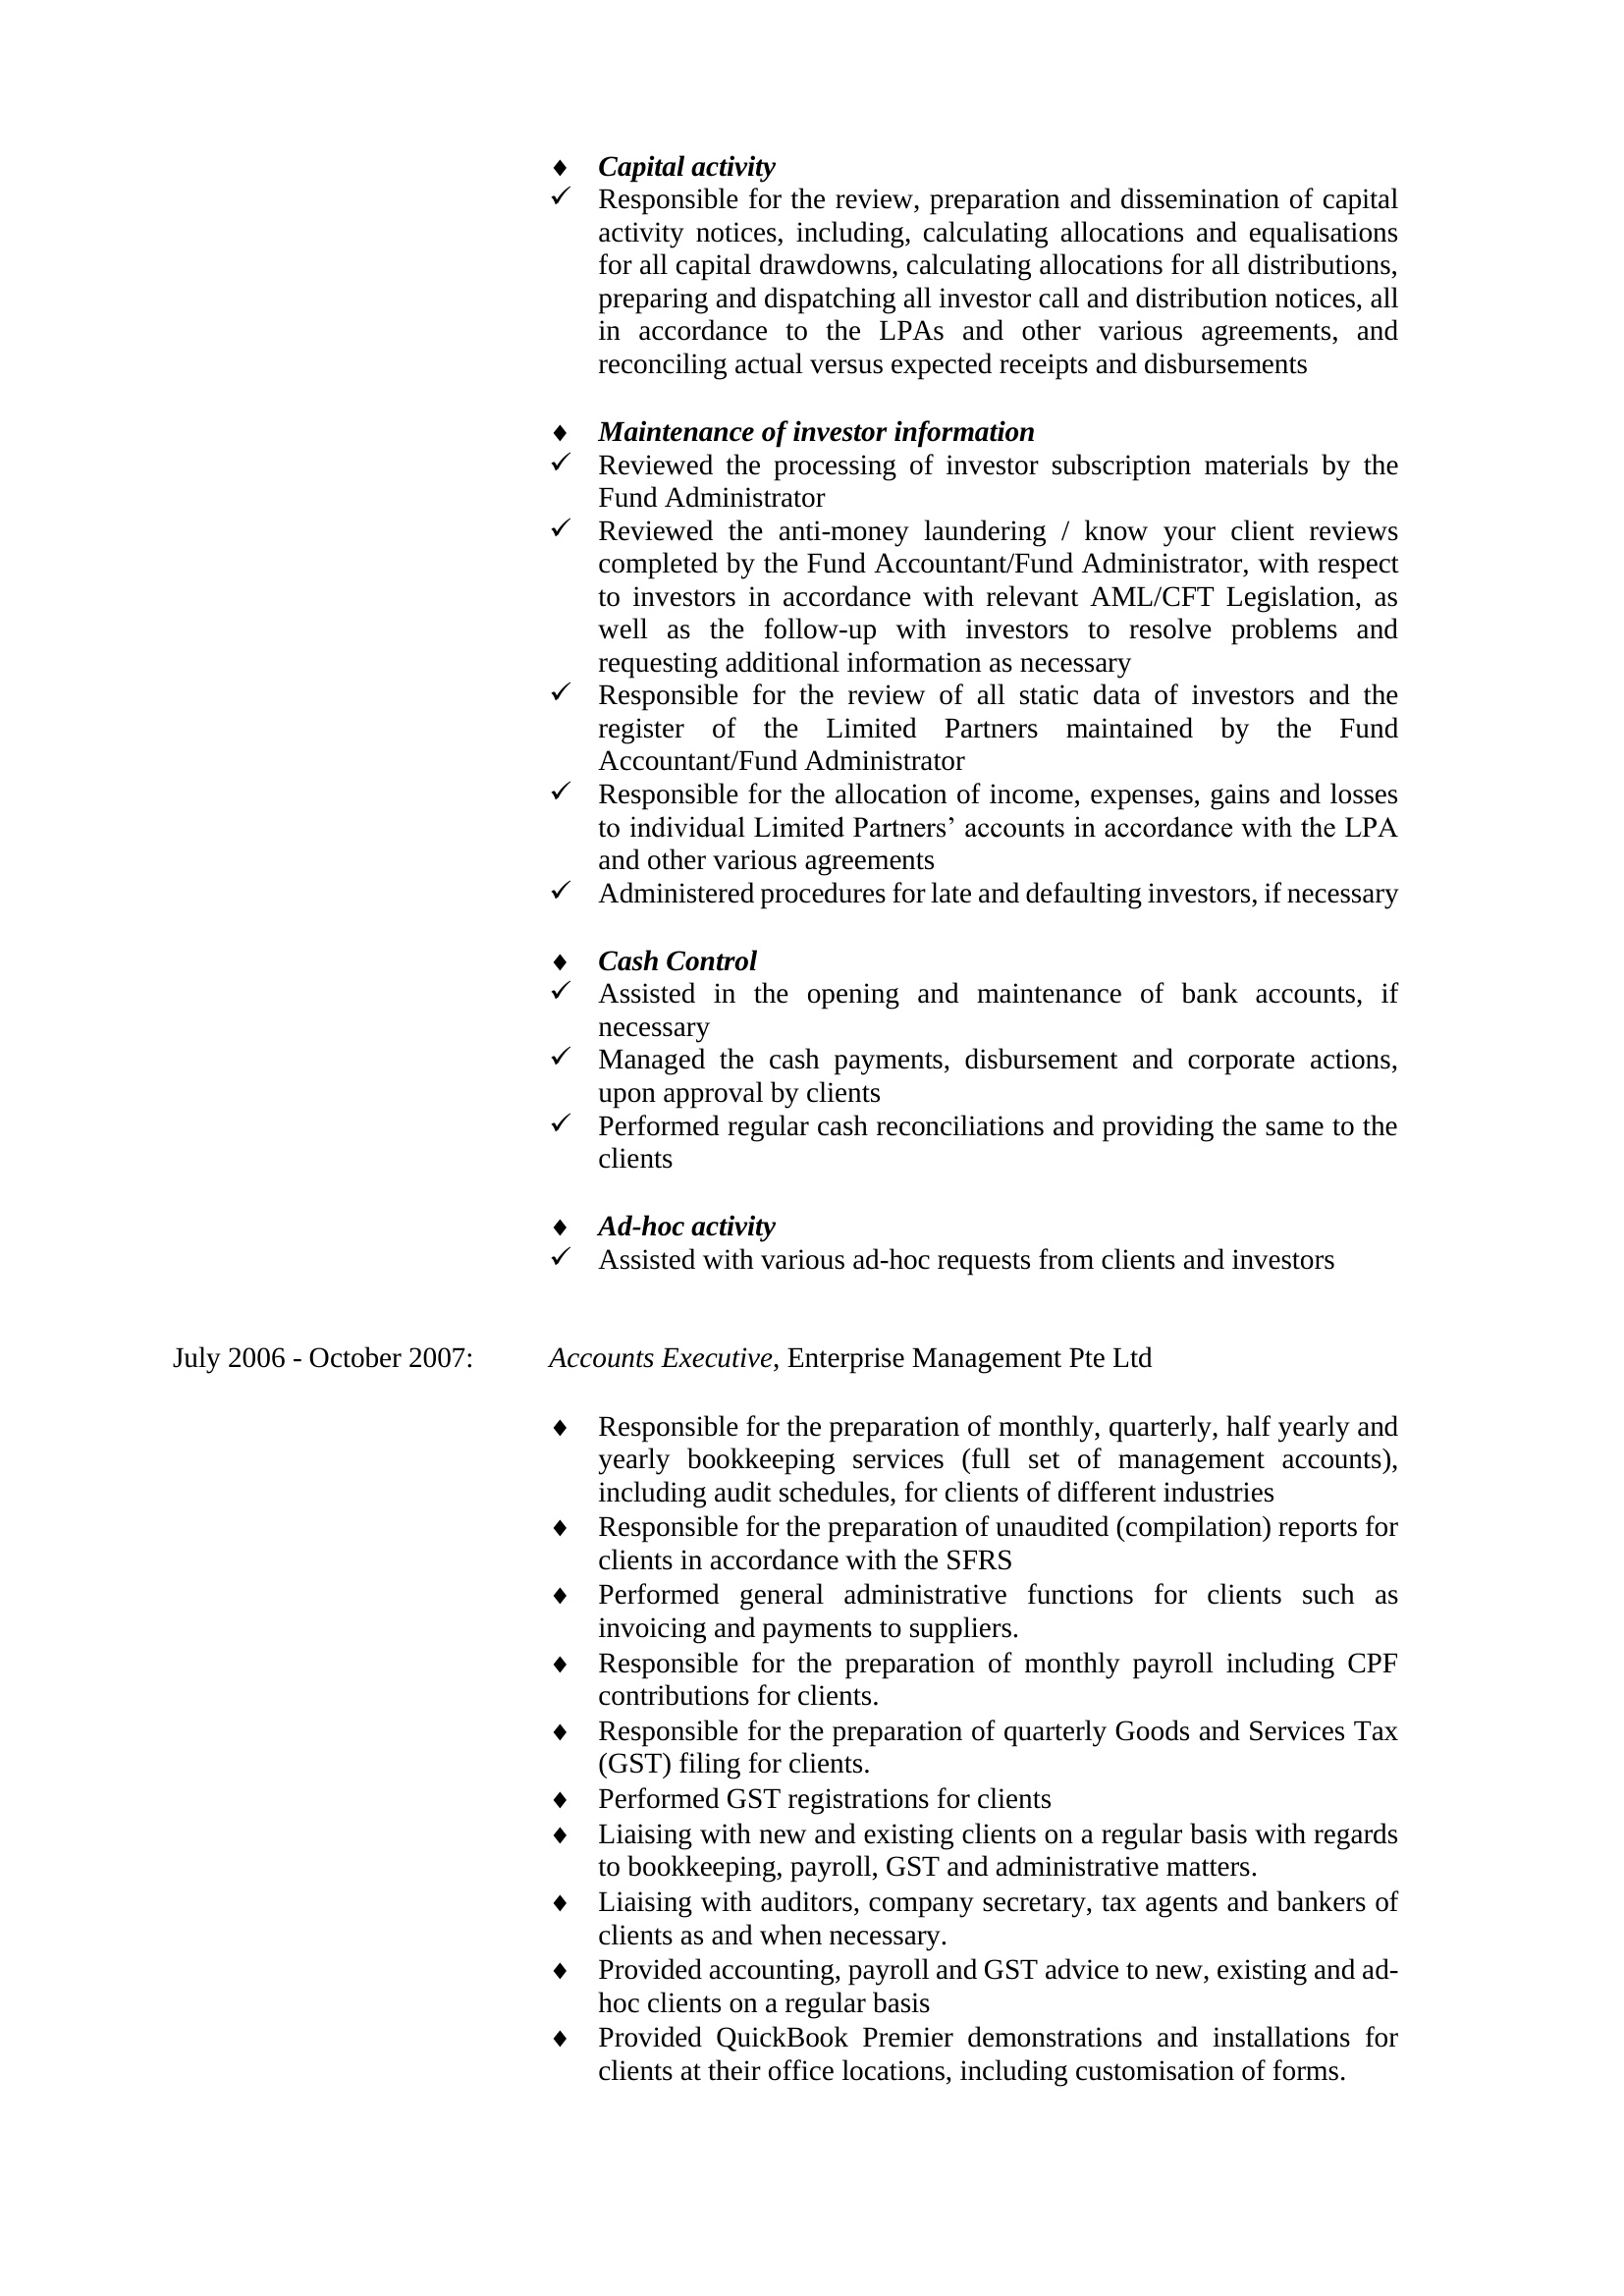 ♦ Capital activity
✓ Responsible for the review, preparation and dissemination of capital
activity notices, including, calculating allocations and equalisations
for all capital drawdowns, calculating allocations for all distributions,
preparing and dispatching all investor call and distribution notices, all
in accordance to the LPAs and other various agreements, and
reconciling actual versus expected receipts and disbursements
♦ Maintenance of investor information
✓ Reviewed the processing of investor subscription materials by the
Fund Administrator
✓ Reviewed the anti-money laundering / know your client reviews
completed by the Fund Accountant/Fund Administrator, with respect
to investors in accordance with relevant AML/CFT Legislation, as
well as the follow-up with investors to resolve problems and
requesting additional information as necessary
✓ Responsible for the review of all static data of investors and the
register of the Limited Partners maintained by the Fund
Accountant/Fund Administrator
✓ Responsible for the allocation of income, expenses, gains and losses
to individual Limited Partners’ accounts in accordance with the LPA
and other various agreements
✓ Administered procedures for late and defaulting investors, if necessary
♦ Cash Control
✓ Assisted in the opening and maintenance of bank accounts, if
necessary
✓ Managed the cash payments, disbursement and corporate actions,
upon approval by clients
✓ Performed regular cash reconciliations and providing the same to the
clients
♦ Ad-hoc activity
✓ Assisted with various ad-hoc requests from clients and investors
July 2006 - October 2007: Accounts Executive, Enterprise Management Pte Ltd
♦ Responsible for the preparation of monthly, quarterly, half yearly and
yearly bookkeeping services (full set of management accounts),
including audit schedules, for clients of different industries
♦ Responsible for the preparation of unaudited (compilation) reports for
clients in accordance with the SFRS
♦ Performed general administrative functions for clients such as
invoicing and payments to suppliers.
♦ Responsible for the preparation of monthly payroll including CPF
contributions for clients.
♦ Responsible for the preparation of quarterly Goods and Services Tax
(GST) filing for clients.
♦ Performed GST registrations for clients
♦ Liaising with new and existing clients on a regular basis with regards
to bookkeeping, payroll, GST and administrative matters.
♦ Liaising with auditors, company secretary, tax agents and bankers of
clients as and when necessary.
♦ Provided accounting, payroll and GST advice to new, existing and ad-
hoc clients on a regular basis
♦ Provided QuickBook Premier demonstrations and installations for
clients at their office locations, including customisation of forms.